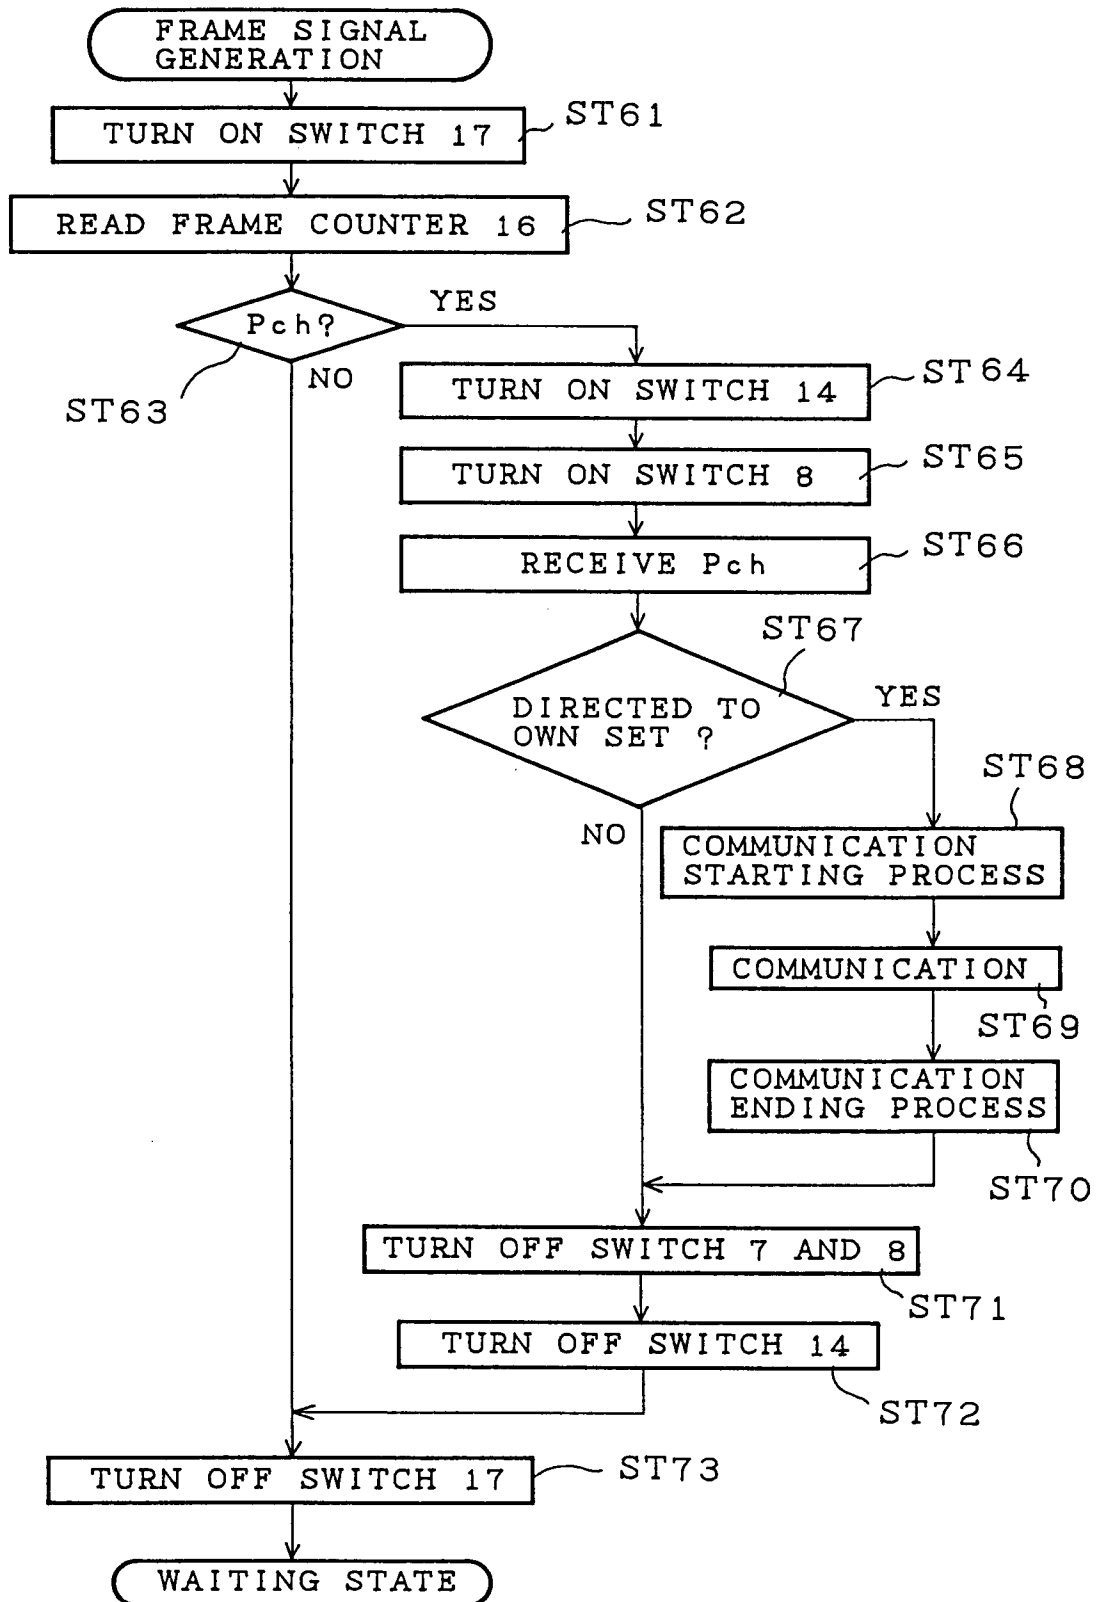 FRAME SIGNAL
GENERATION
TURN ON SWITCH 17
ST61
READ FRAME COUNTER 16
ST62
Pch?
YES
NO
ST63
TURN ON SWITCH 14
ST64
TURN ON SWITCH 8
ST65
RECEIVE Pch
ST66
ST67
DIRECTED TO
OWN SET ?
YES
NO
ST68
COMMUNICATION
STARTING PROCESS
COMMUNICATION
ST69
COMMUNICATION
ENDING PROCESS
ST70
TURN OFF SWITCH 7 AND 8
ST71
TURN OFF SWITCH 14
ST72
TURN OFF SWITCH 17
ST73
WAITING STATE